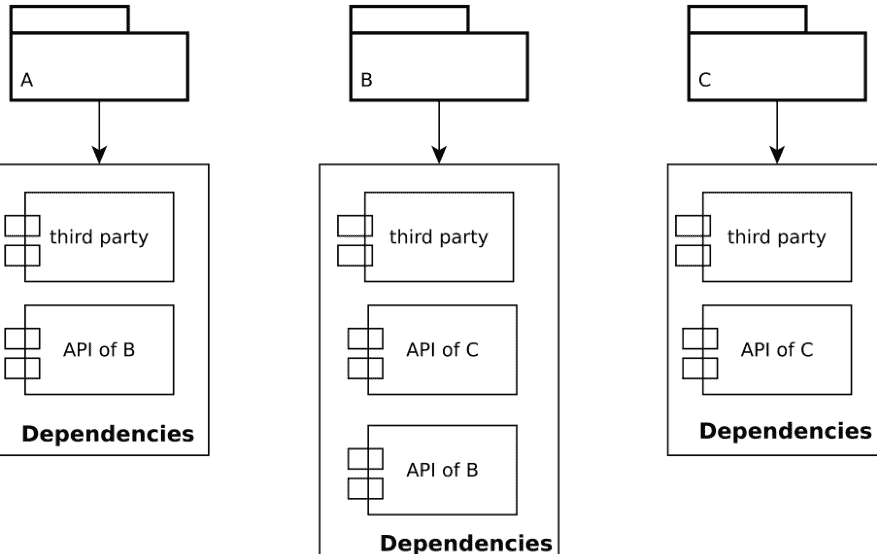 A
B
C
third party
third party
third party
API of B
API of C
API of C
Dependencies
Dependencies
API of B
Dependencies